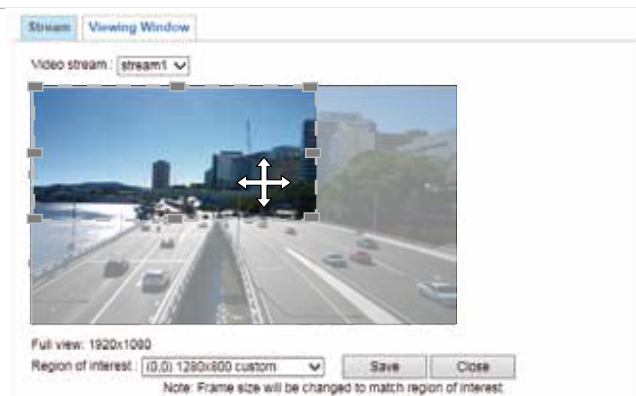 Stream Viewing Window
Video stream : stream1
Full view: 1920x1080
Region of interest : (0,0) 1280x800 custom Save Close
Note: Frame size will be changed to match region of interest